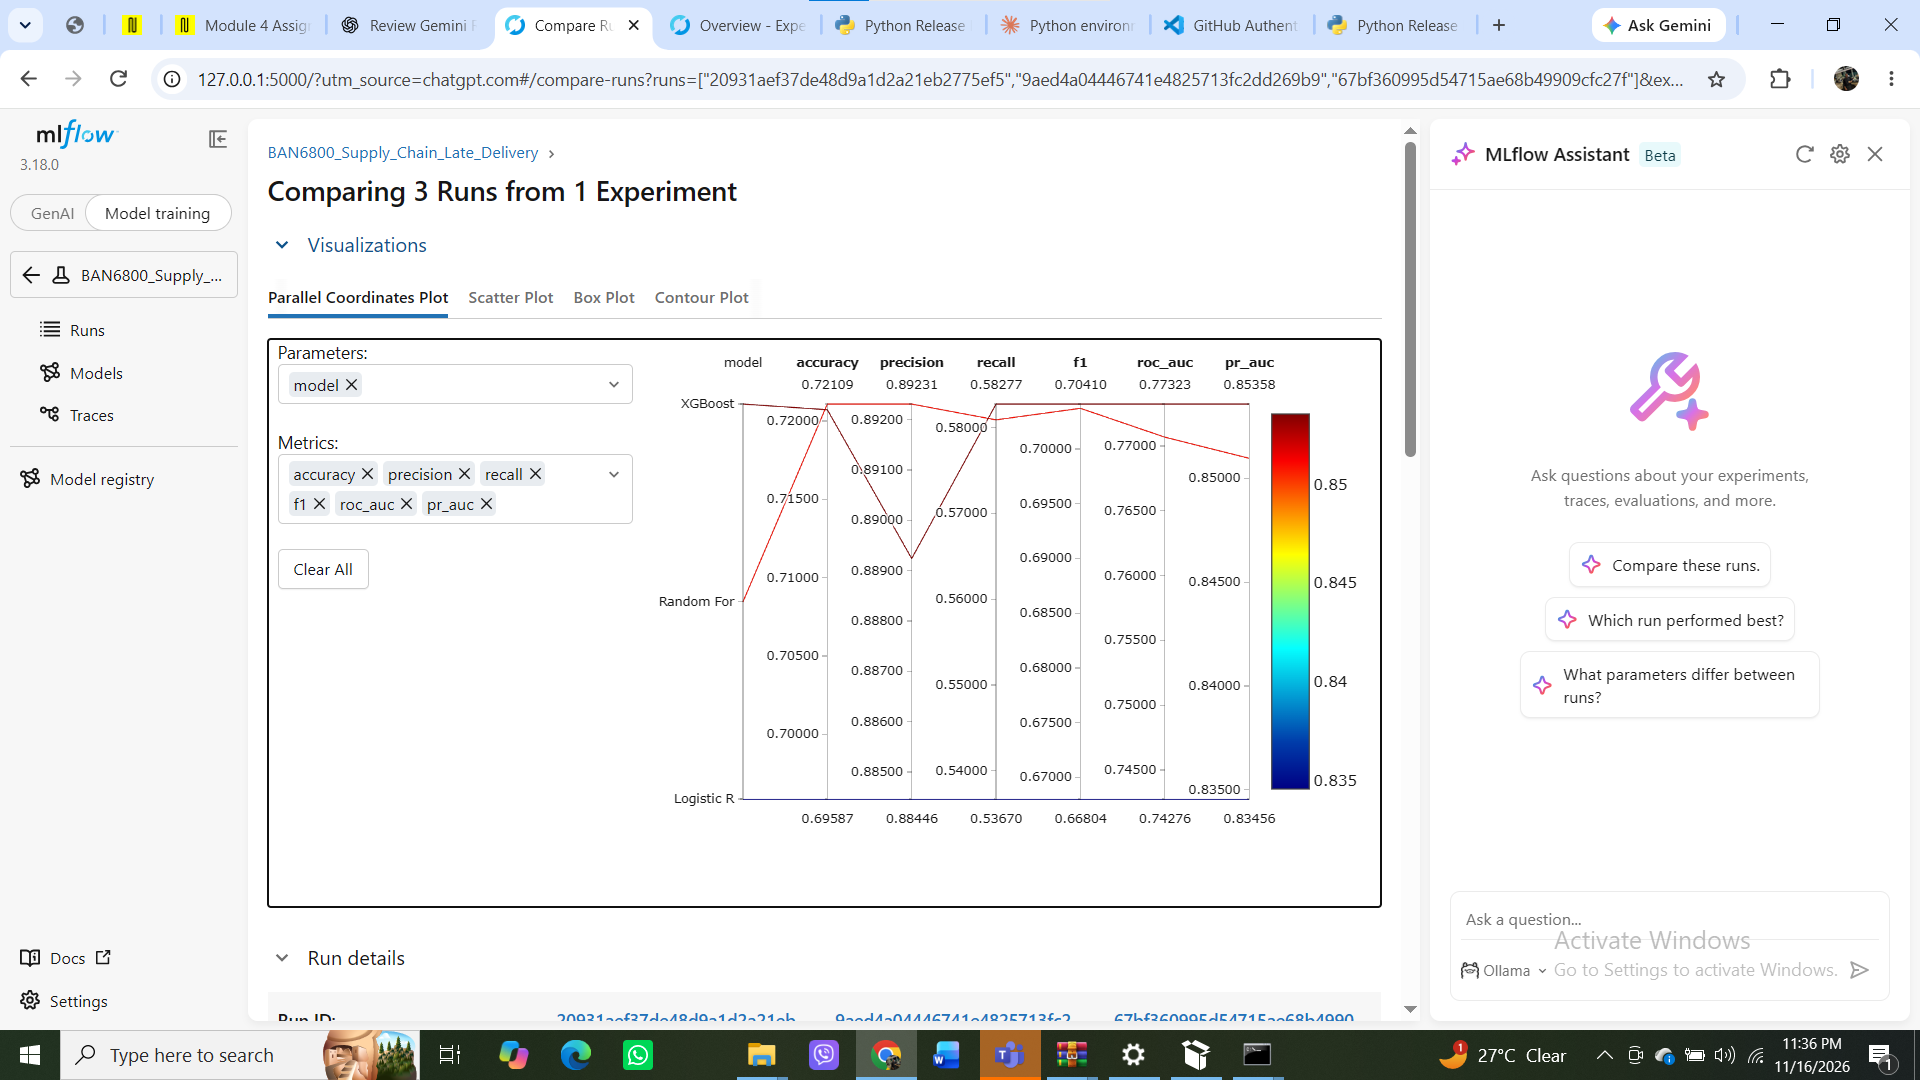 Module 4 Assig
Review Gemini F
Compare Ru
Overview - Expe
Python Release
Python environr
GitHub Authent
Python Release
Ask Gemini
127.0.0.1:5000/?utm_source=chatgpt.com#/compare-runs?runs=["20931aef37de48d9a1d2a21eb2775ef5","9aed4a04446741e4825713fc2dd269b9","67bf360995d54715ae68b49909cfc27f"]&ex...
mlflow
3.18.0
GenAI
Model training
BAN6800_Supply_...
Runs
Models
Traces
Model registry
Docs
Settings
BAN6800_Supply_Chain_Late_Delivery
Comparing 3 Runs from 1 Experiment
Visualizations
Parallel Coordinates Plot
Scatter Plot
Box Plot
Contour Plot
Parameters:
model
Metrics:
accuracy
precision
recall
f1
roc_auc
pr_auc
Clear All
model accuracy precision recall f1 roc_auc pr_auc
0.72109 0.89231 0.58277 0.70410 0.77323 0.85358
XGBoost
Random For
Logistic R
0.72000
0.71500
0.71000
0.70500
0.70000
0.89200
0.89100
0.89000
0.88900
0.88800
0.88700
0.88600
0.88500
0.58000
0.57000
0.56000
0.55000
0.54000
0.70000
0.69500
0.69000
0.68500
0.68000
0.67500
0.67000
0.77000
0.76500
0.76000
0.75500
0.75000
0.74500
0.85000
0.84500
0.84000
0.83500
0.69587 0.88446 0.53670 0.66804 0.74276 0.83456
0.85
0.845
0.84
0.835
Run details
Run ID:
20931aef37de48d9a1d2a21eb
9aed4a04446741e4825713fc2
67bf360995d54715ae68b4990
MLflow Assistant
Beta
Ask questions about your experiments,
traces, evaluations, and more.
Compare these runs.
Which run performed best?
What parameters differ between
runs?
Ask a question...
Ollama
Activate Windows
Go to Settings to activate Windows.
Type here to search
1
27°C Clear
11:36 PM
11/16/2026
1